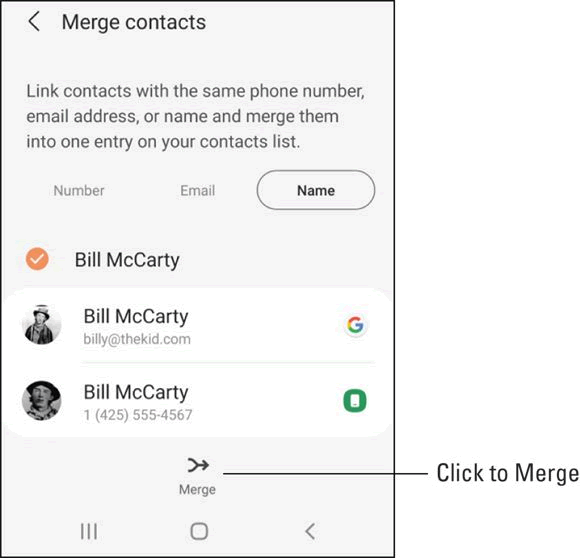 Merge contacts
Link contacts with the same phone number,
email address, or name and merge them
into one entry on your contacts list.
Number Email Name
Bill McCarty
Bill McCarty
billy@thekid.com
Bill McCarty
1 (425) 555-4567
Merge
Click to Merge